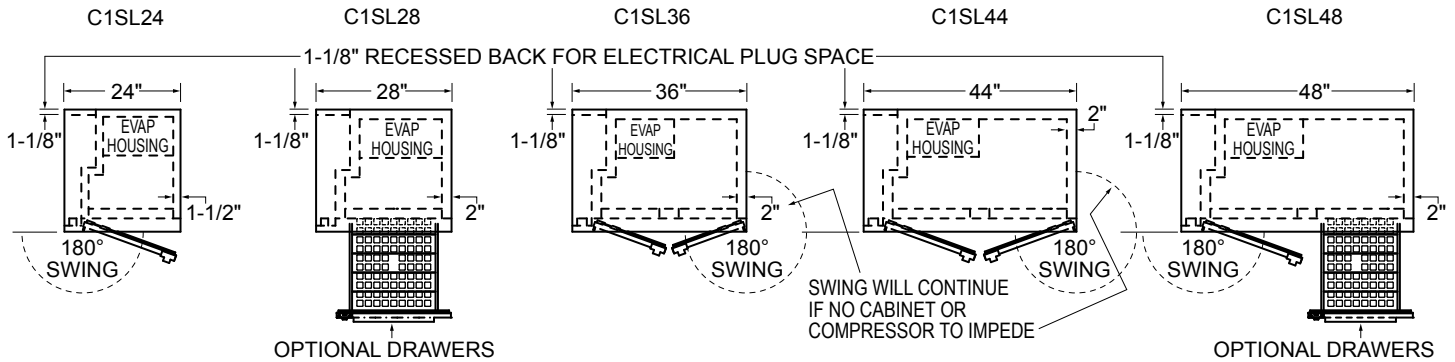 C1SL24
C1SL28
C1SL36
C1SL44
C1SL48
1-1/8" RECESSED BACK FOR ELECTRICAL PLUG SPACE
24"
28"
36"
44"
48"
1-1/8"
EVAP
HOUSING
1-1/2"
180°
SWING
1-1/8"
EVAP
HOUSING
2"
OPTIONAL DRAWERS
1-1/8"
EVAP
HOUSING
2"
180°
SWING
1-1/8"
EVAP
HOUSING
2"
180°
SWING
SWING WILL CONTINUE
IF NO CABINET OR
COMPRESSOR TO IMPEDE
1-1/8"
EVAP
HOUSING
2"
180°
SWING
OPTIONAL DRAWERS